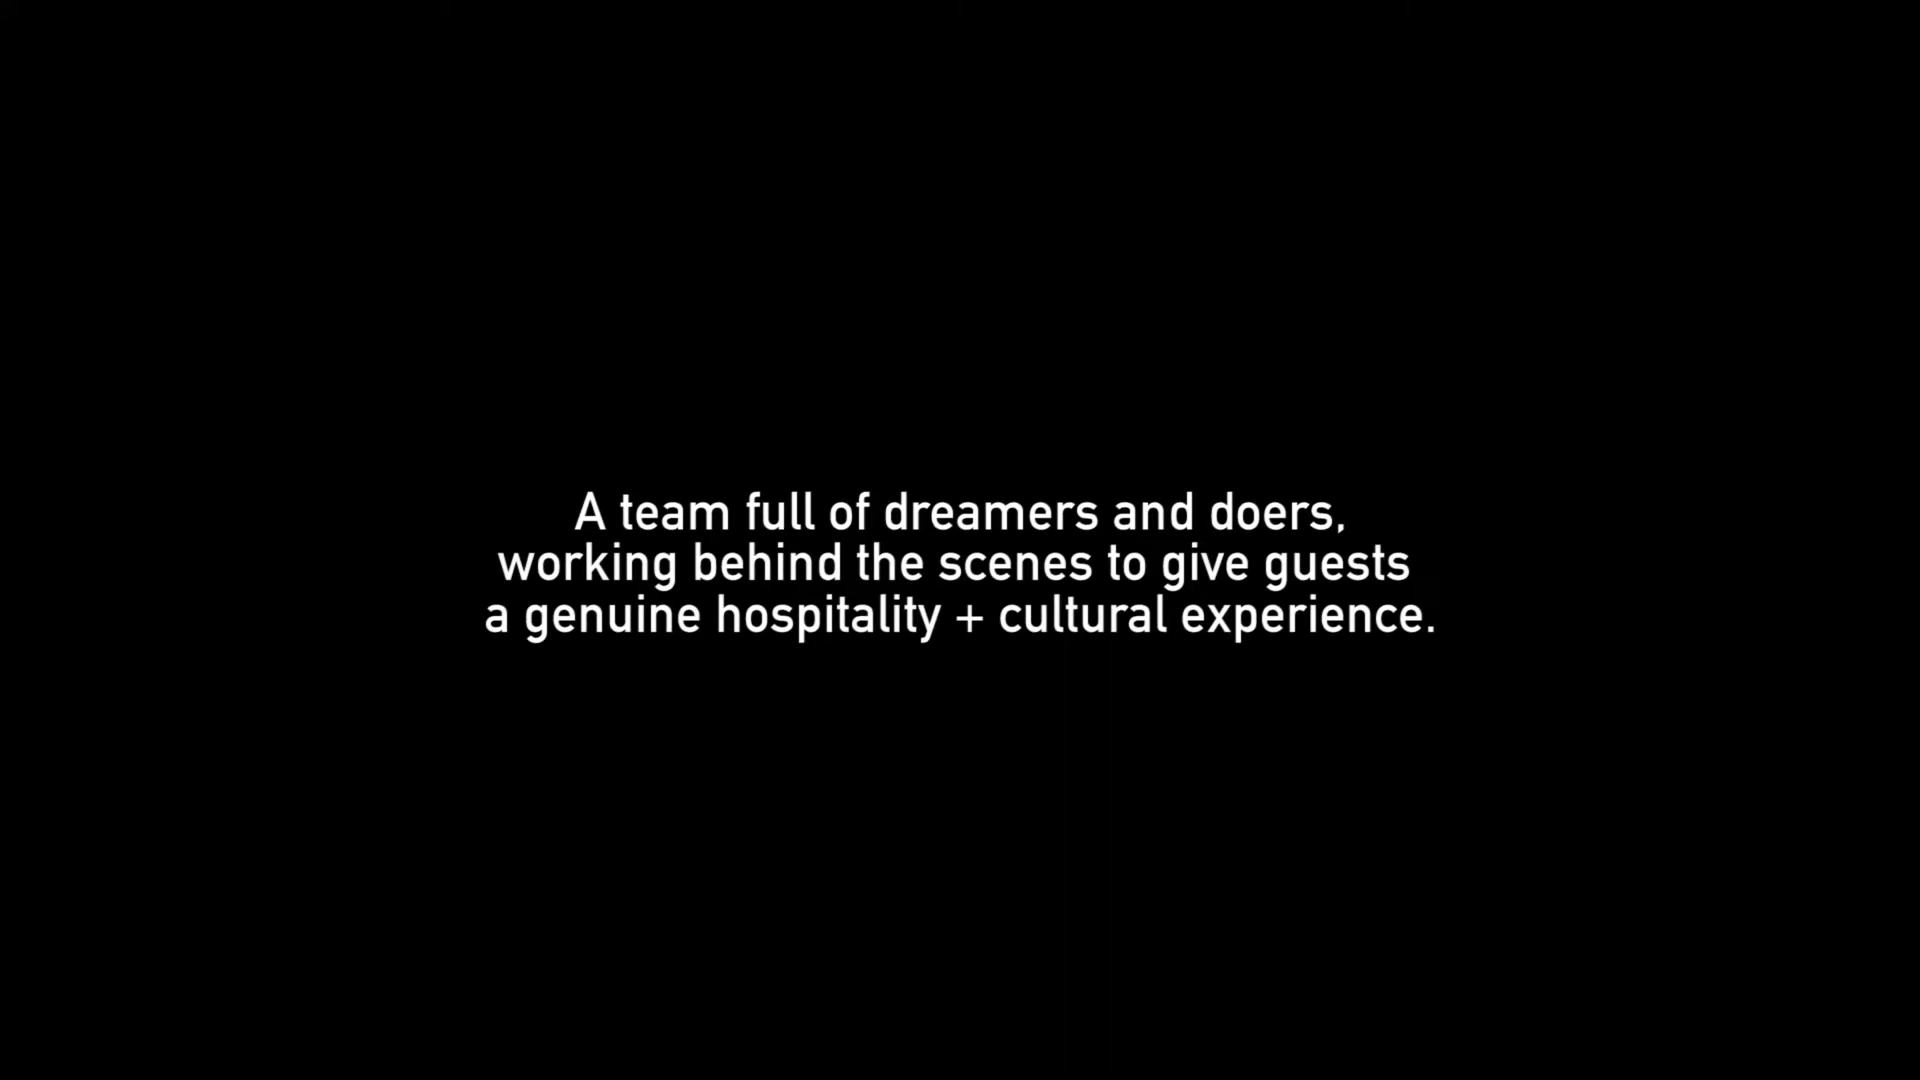 A team full of dreamers and doers,
working behind the scenes to give guests
a genuine hospitality + cultural experience.